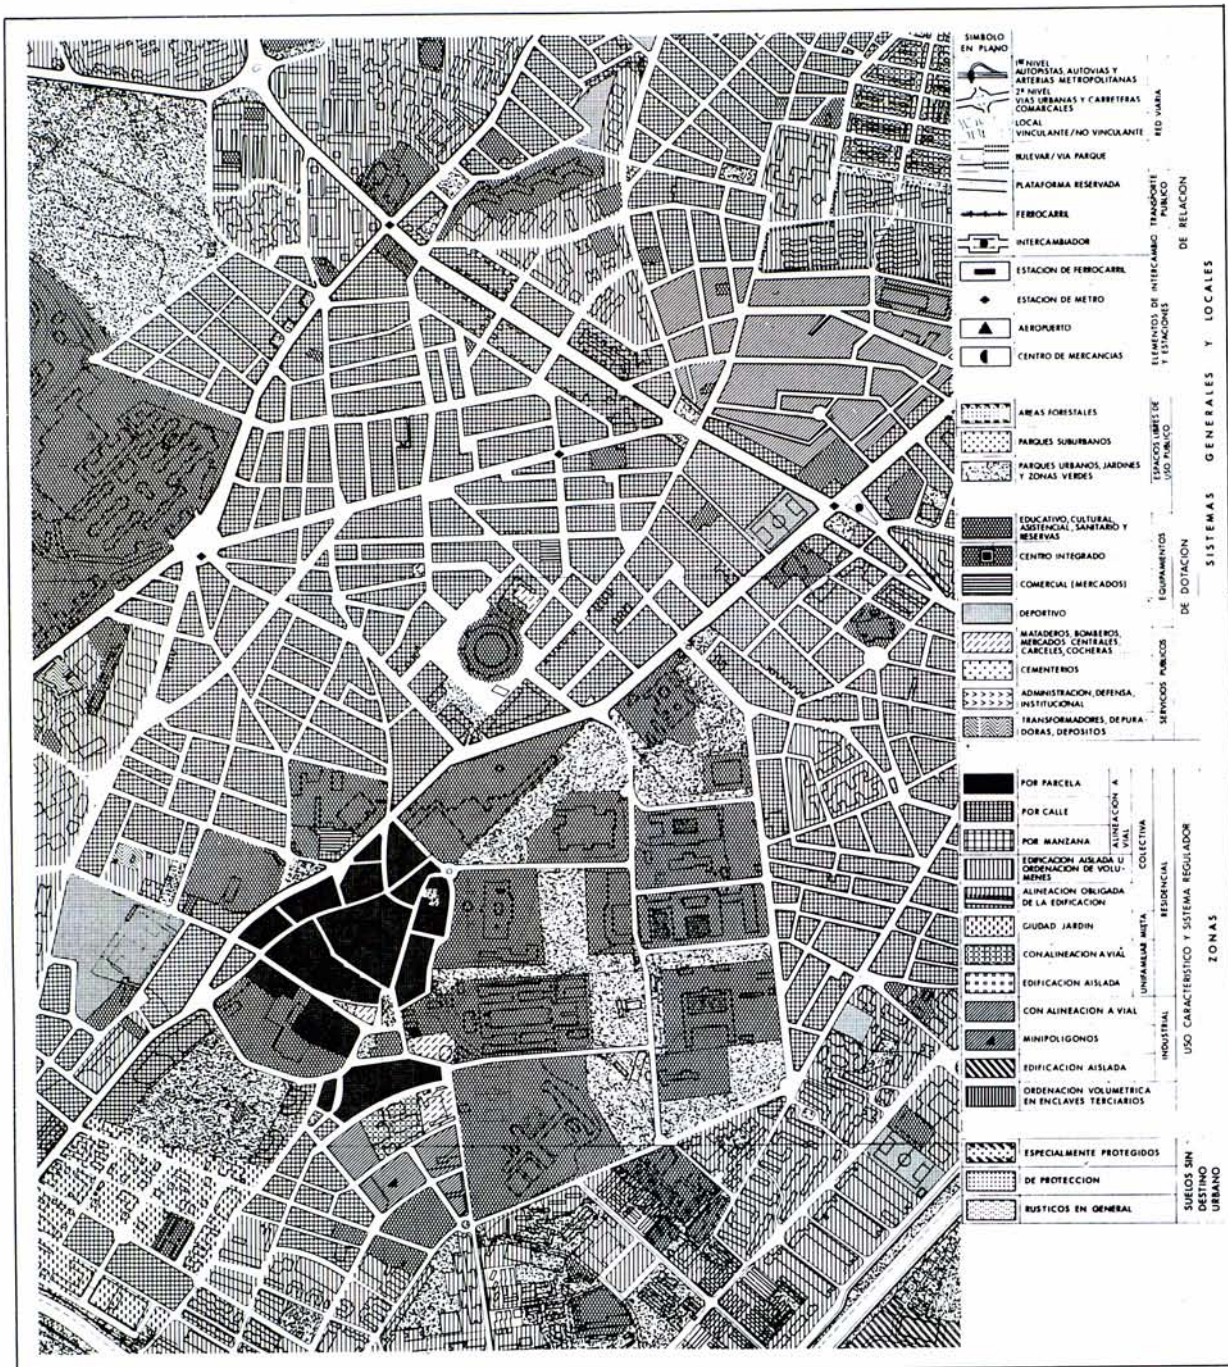 SIMBOLO
EN PLANO
1er NIVEL
AUTOPISTAS, AUTOVIAS Y
ARTERIAS METROPOLITANAS
2º NIVEL
VIAS URBANAS Y CARRETERAS
COMARCALES
LOCAL
VINCULANTE/NO VINCULANTE
RED VIARIA
BULEVAR/VIA PARQUE
PLATAFORMA RESERVADA
FERROCARRIL
TRANSPORTE
PUBLICO
INTERCAMBIADOR
ESTACION DE FERROCARRIL
ESTACION DE METRO
AEROPUERTO
CENTRO DE MERCANCIAS
ELEMENTOS DE INTERCAMBIO
Y ESTACIONES
DE RELACION
AREAS FORESTALES
PARQUES SUBURBANOS
PARQUES URBANOS, JARDINES
Y ZONAS VERDES
ESPACIOS LIBRES DE
USO PUBLICO
EDUCATIVO, CULTURAL,
ASISTENCIAL, SANITARIO Y
RESERVAS
CENTRO INTEGRADO
COMERCIAL (MERCADOS)
DEPORTIVO
EQUIPAMIENTOS
MATADEROS, BOMBEROS,
MERCADOS CENTRALES,
CARCELES, COCHERAS
CEMENTERIOS
ADMINISTRACION, DEFENSA,
INSTITUCIONAL
TRANSFORMADORES, DEPURA-
DORAS, DEPOSITOS
SERVICIOS PUBLICOS
DE DOTACION
SISTEMAS GENERALES Y LOCALES
POR PARCELA
POR CALLE
POR MANZANA
ALINEACION A
VIAL
EDIFICACION AISLADA U
ORDENACION DE VOLU-
MENES
ALINEACION OBLIGADA
DE LA EDIFICACION
COLECTIVA
CIUDAD JARDIN
MIXTA
CON ALINEACION A VIAL
EDIFICACION AISLADA
UNIFAMILIAR
RESIDENCIAL
CON ALINEACION A VIAL
MINIPOLIGONOS
EDIFICACION AISLADA
INDUSTRIAL
ORDENACION VOLUMETRICA
EN ENCLAVES TERCIARIOS
USO CARACTERISTICO Y SISTEMA REGULADOR
ZONAS
ESPECIALMENTE PROTEGIDOS
DE PROTECCION
RUSTICOS EN GENERAL
SUELOS SIN
DESTINO
URBANO